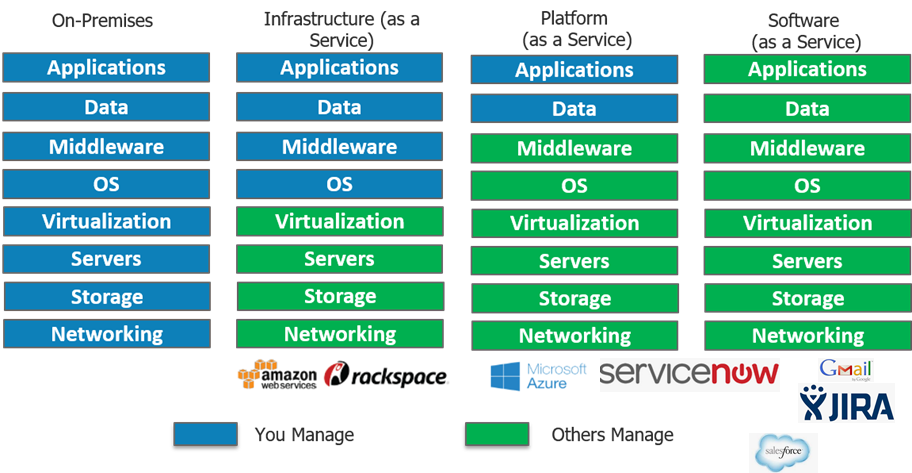 On-Premises
Infrastructure (as a
Service)
Platform
(as a Service)
Software
(as a Service)
Applications
Data
Middleware
OS
Virtualization
Servers
Storage
Networking
Applications
Data
Middleware
OS
Virtualization
Servers
Storage
Networking
Applications
Data
Middleware
OS
Virtualization
Servers
Storage
Networking
Applications
Data
Middleware
OS
Virtualization
Servers
Storage
Networking
amazon
web services
rackspace
Microsoft
Azure
servicenow
Gmail
by Google
JIRA
You Manage
Others Manage
salesforce